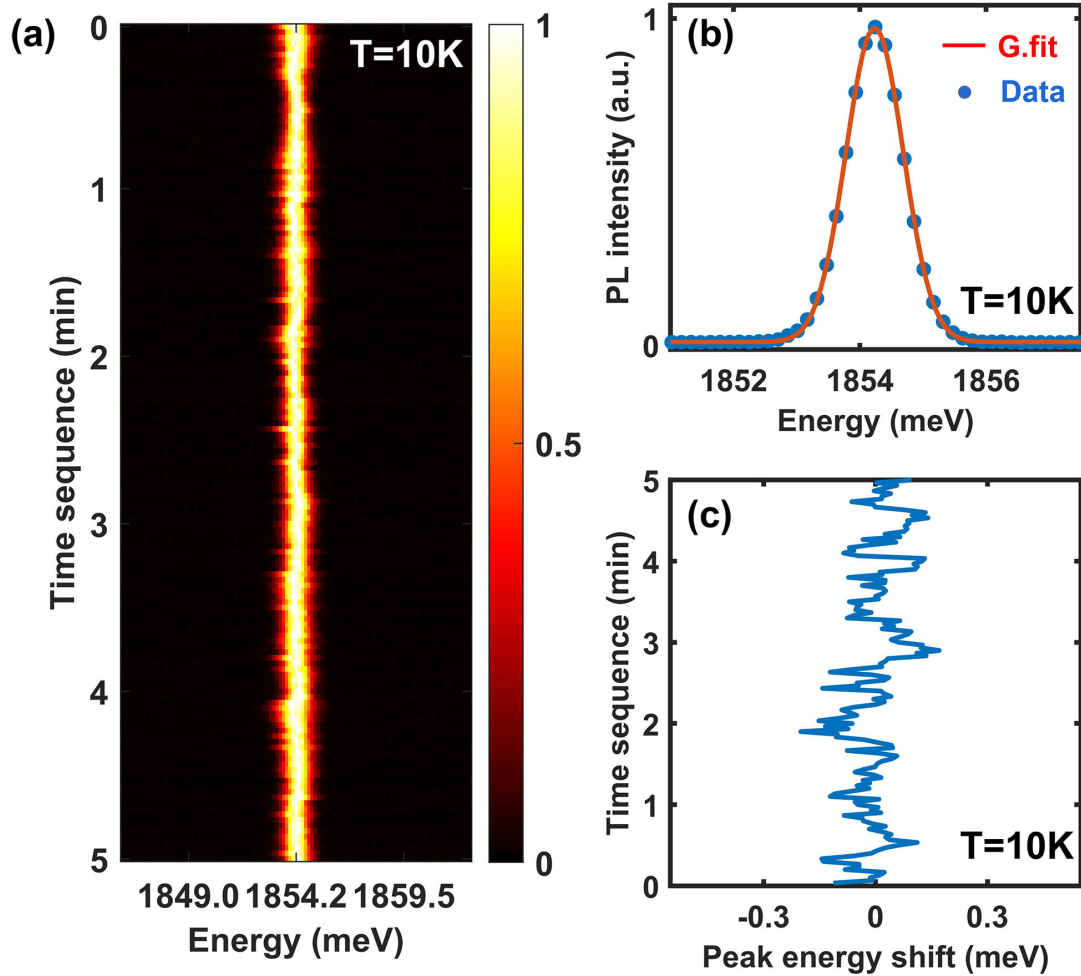 (a)
T=10K
0
1
2
3
4
5
Time sequence (min)
1849.0 1854.2 1859.5
Energy (meV)
1
0.5
0
(b)
G.fit
Data
T=10K
1
0
PL intensity (a.u.)
1852 1854 1856
Energy (meV)
(c)
T=10K
5
4
3
2
1
0
Time sequence (min)
-0.3 0 0.3
Peak energy shift (meV)